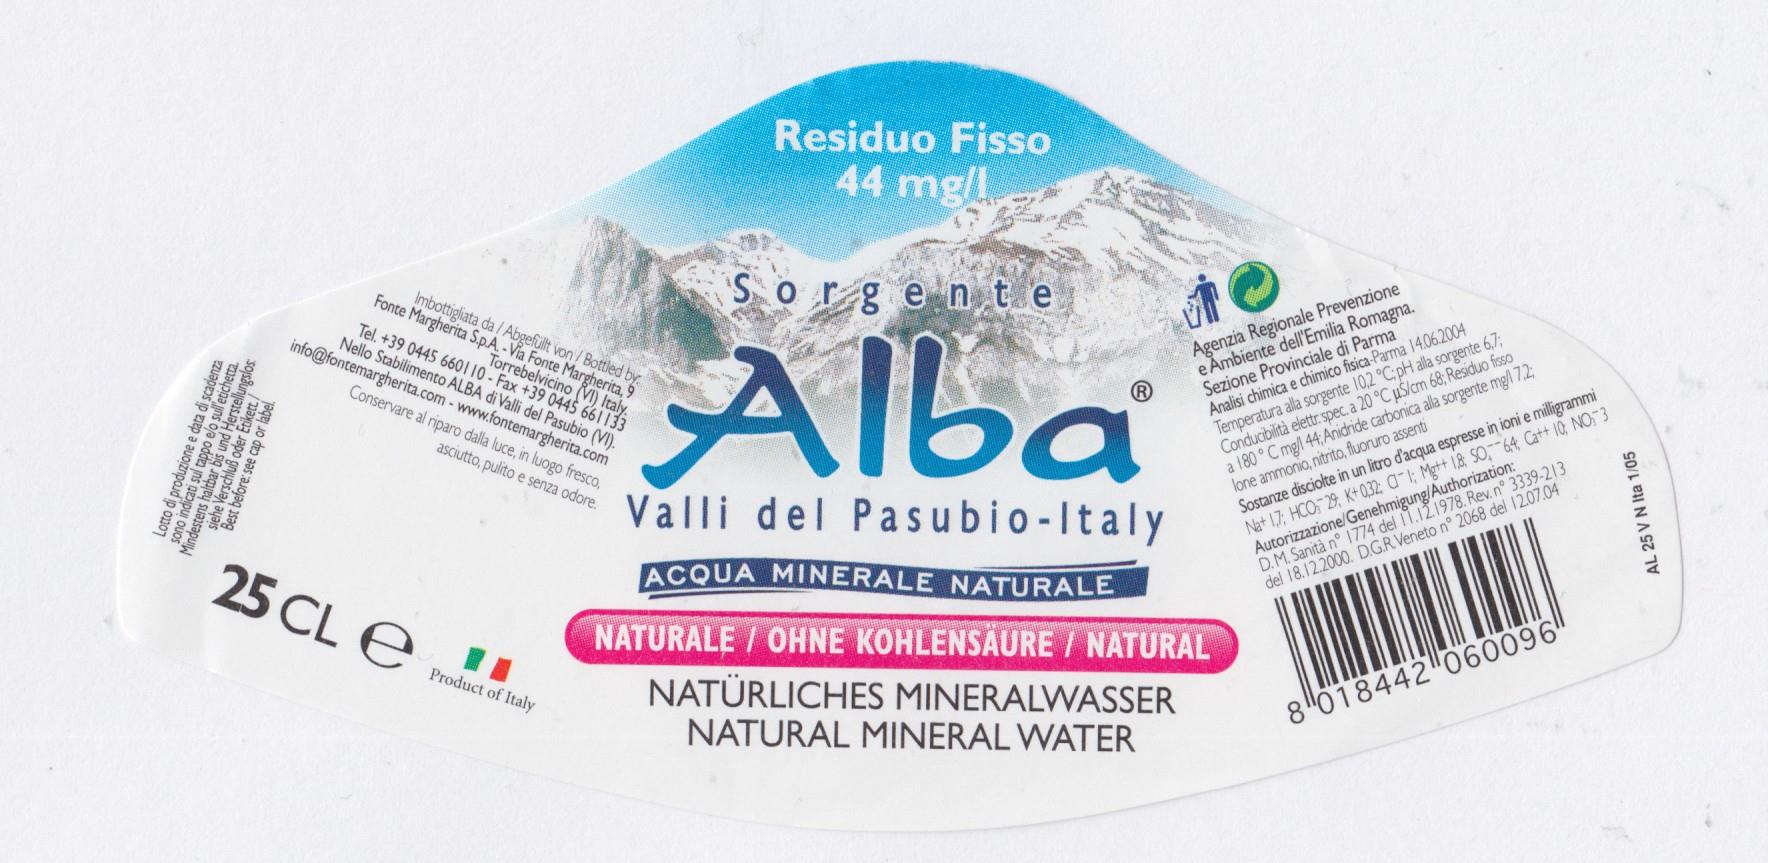 Residuo Fisso
44 mg/l
Sorgente
Alba®
Valli del Pasubio-Italy
ACQUA MINERALE NATURALE
NATURALE / OHNE KOHLENSÄURE / NATURAL
NATÜRLICHES MINERALWASSER
NATURAL MINERAL WATER
Lotto di produzione e data di scadenza
sono indicati sul tappo e/o sull'etichetta.
Mindestens haltbar bis und Herstellungslos:
siehe Verschluß oder Etikett. /
Best before: see cap or label.
25 CL e
Product of Italy
Imbottigliata da / Abgefüllt von / Bottled by:
Fonte Margherita S.p.A. - Via Fonte Margherita, 9
Torrebelvicino (VI) Italy.
Tel. +39 0445 660110 - Fax +39 0445 661133
Nello Stabilimento ALBA di Valli del Pasubio (VI).
info@fontemargherita.com - www.fontemargherita.com
Conservare al riparo dalla luce, in luogo fresco,
asciutto, pulito e senza odore.
Agenzia Regionale Prevenzione
e Ambiente dell'Emilia Romagna.
Sezione Provinciale di Parma
Analisi chimica e chimico fisica-Parma 14.06.2004
Temperatura alla sorgente 10,2 °C; pH alla sorgente 6,7;
Conducibilità elettr. spec. a 20 °C µS/cm 68; Residuo fisso
a 180 ° C mg/l 44; Anidride carbonica alla sorgente mg/l 7,2;
Ione ammonio, nitrito, fluoruro assenti
Sostanze disciolte in un litro d'acqua espresse in ioni e milligrammi
Na+ 1,7; HCO3- 29; K+ 0,32; Cl- 1; Mg++ 1,8; SO4-- 6,4; Ca++ 10; NO3- 3
Autorizzazione/Genehmigung/Authorization:
D. M. Sanità n° 1774 del 11.12.1978. Rev. n° 3339-213
del 18.12.2000. D.G.R. Veneto n° 2068 del 12.07.04
8 018442 060096
AL 25 V N Ita 1/05